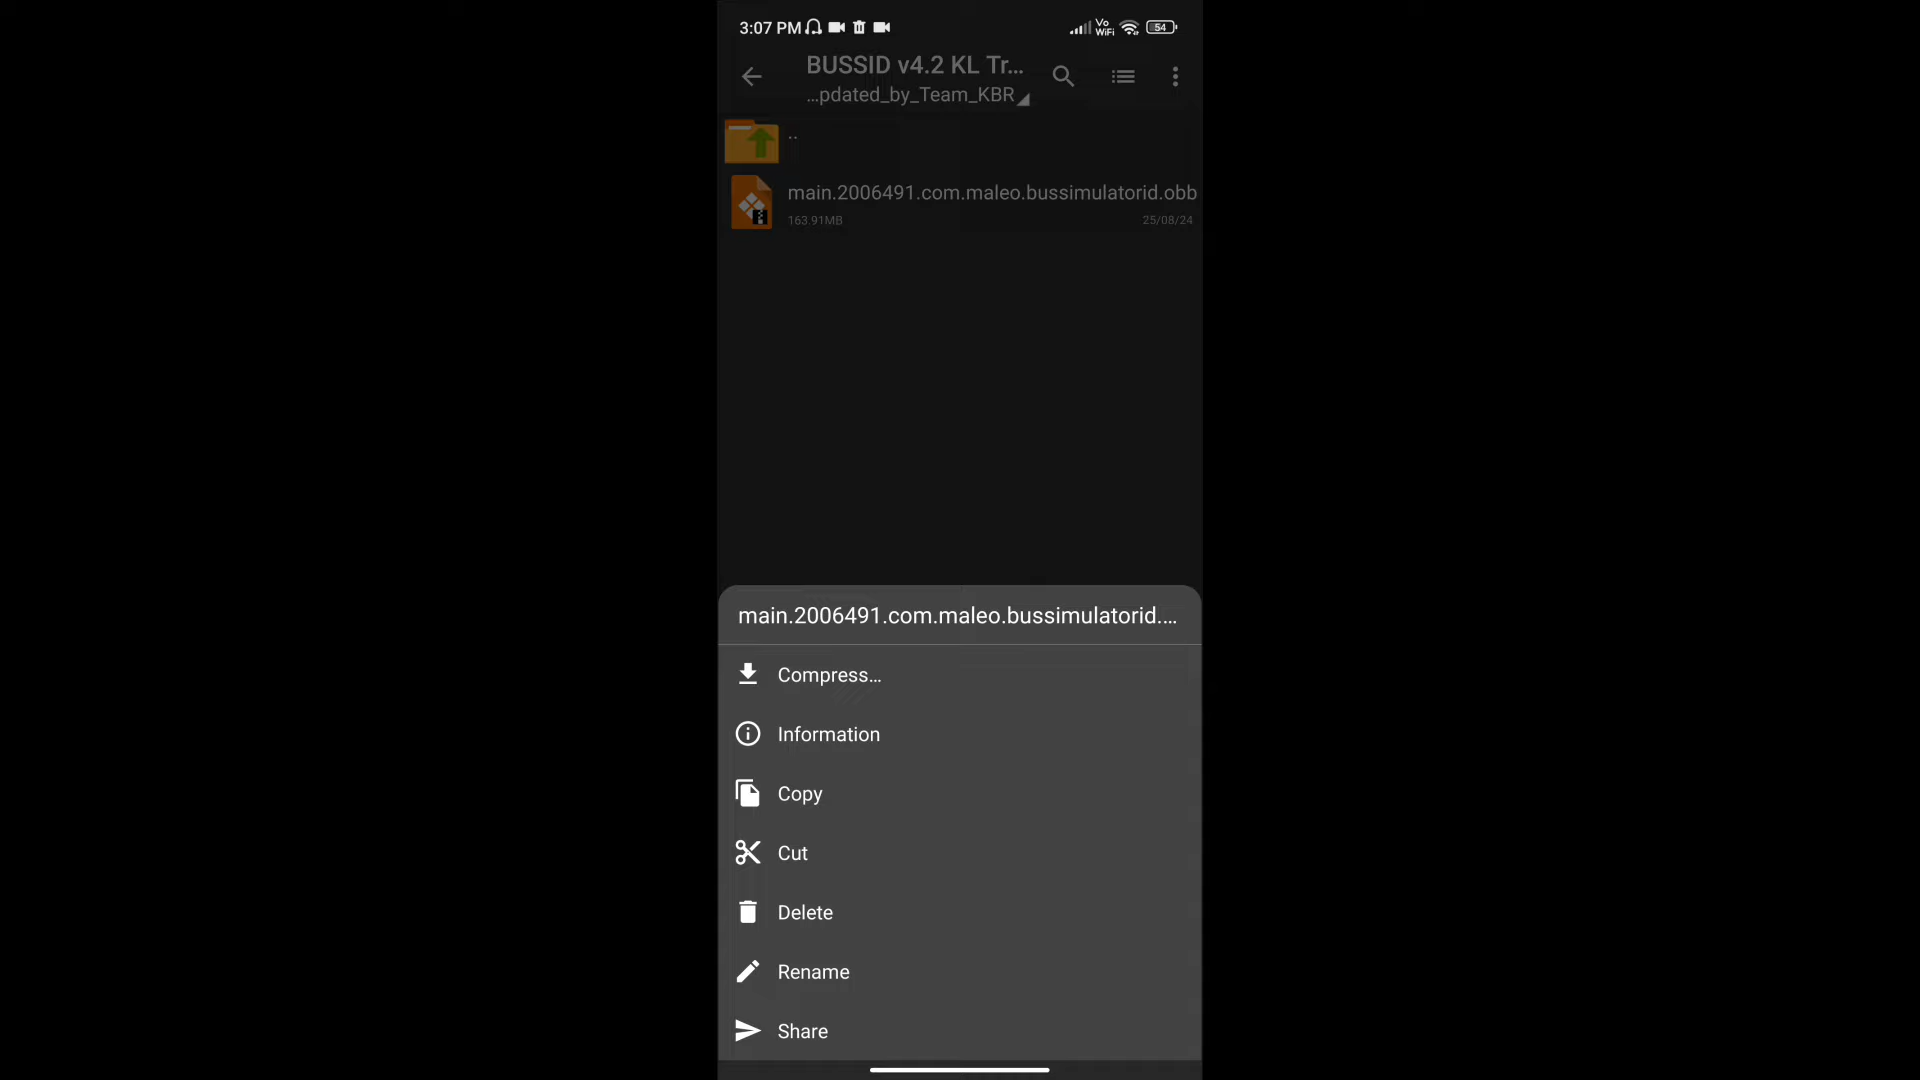 3:07 PM
Vo
WiFi
54
BUSSID v4.2 KL Tr...
...pdated_by_Team_KBR
..
main.2006491.com.maleo.bussimulatorid.obb
163.91MB
25/08/24
main.2006491.com.maleo.bussimulatorid....
Compress...
Information
Copy
Cut
Delete
Rename
Share